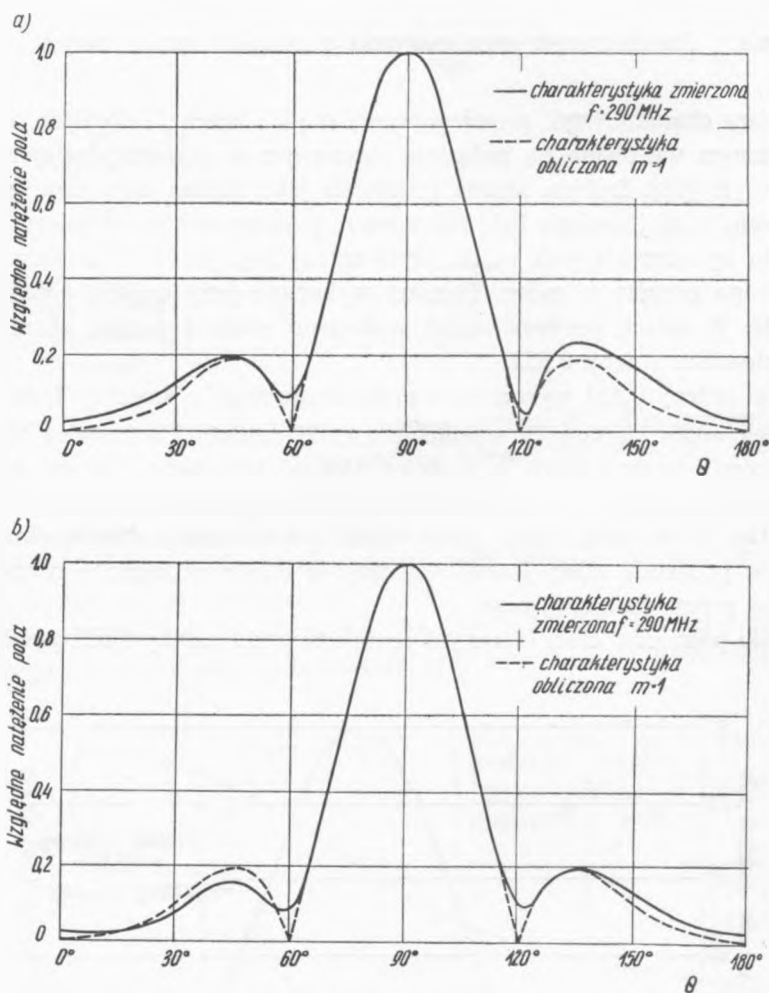 a)
1,0
0,8
0,6
0,4
0,2
0
Względne natężenie pola
charakterystyka zmierzona
f=290 MHz
charakterystyka
obliczona m=1
0° 30° 60° 90° 120° 150° 180°
θ
b)
1,0
0,8
0,6
0,4
0,2
0
Względne natężenie pola
charakterystyka
zmierzona f=290 MHz
charakterystyka
obliczona m=1
0° 30° 60° 90° 120° 150° 180°
θ